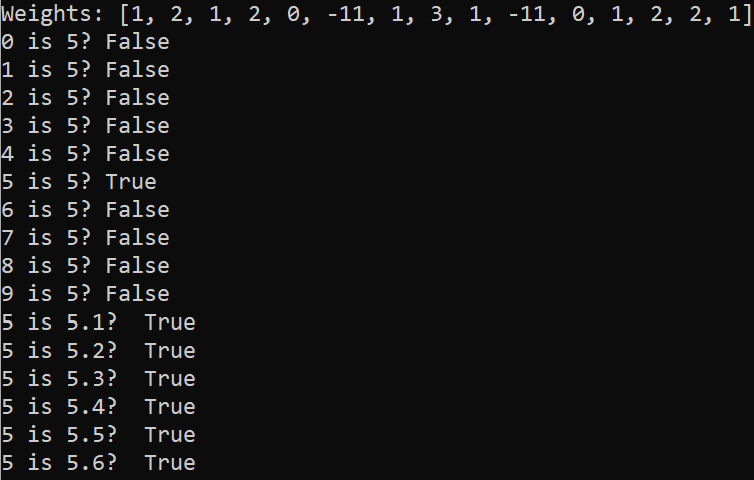 Weights: [1, 2, 1, 2, 0, -11, 1, 3, 1, -11, 0, 1, 2, 2, 1]
0 is 5? False
1 is 5? False
2 is 5? False
3 is 5? False
4 is 5? False
5 is 5? True
6 is 5? False
7 is 5? False
8 is 5? False
9 is 5? False
5 is 5.1?  True
5 is 5.2?  True
5 is 5.3?  True
5 is 5.4?  True
5 is 5.5?  True
5 is 5.6?  True